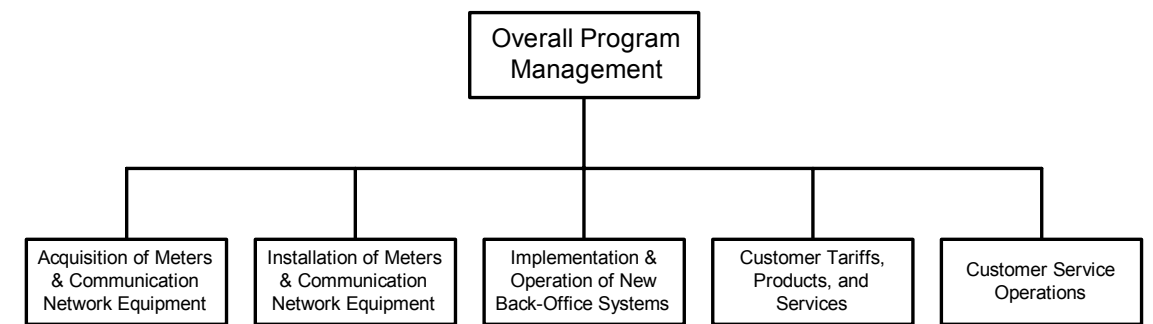 Overall Program
Management
Acquisition of Meters
& Communication
Network Equipment
Installation of Meters
& Communication
Network Equipment
Implementation &
Operation of New
Back-Office Systems
Customer Tariffs,
Products, and
Services
Customer Service
Operations